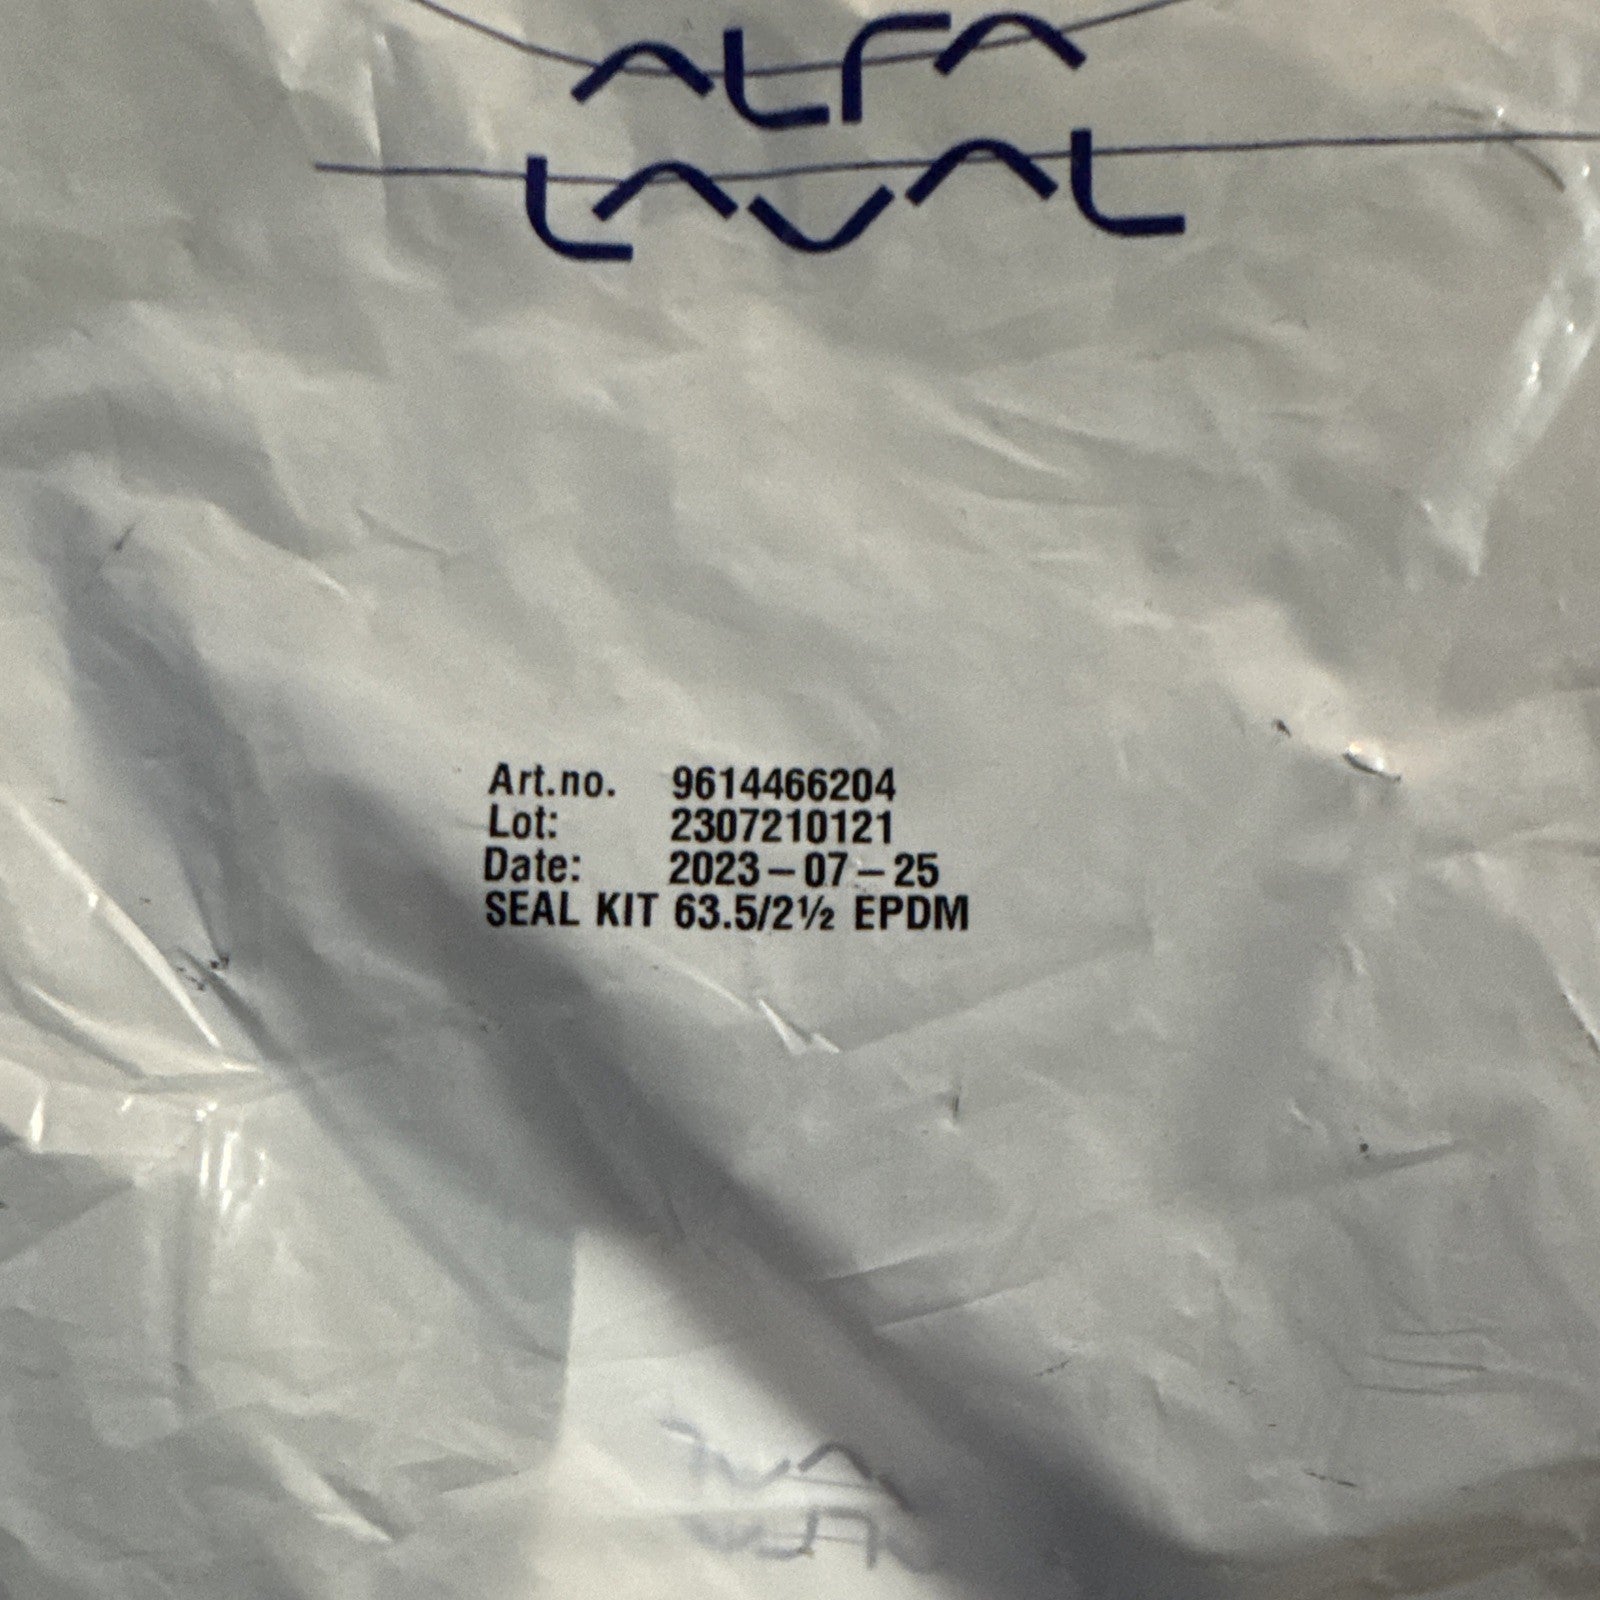 ALFA
LAVAL
Art.no. 9614466204
Lot: 2307210121
Date: 2023-07-25
SEAL KIT 63.5/2½ EPDM